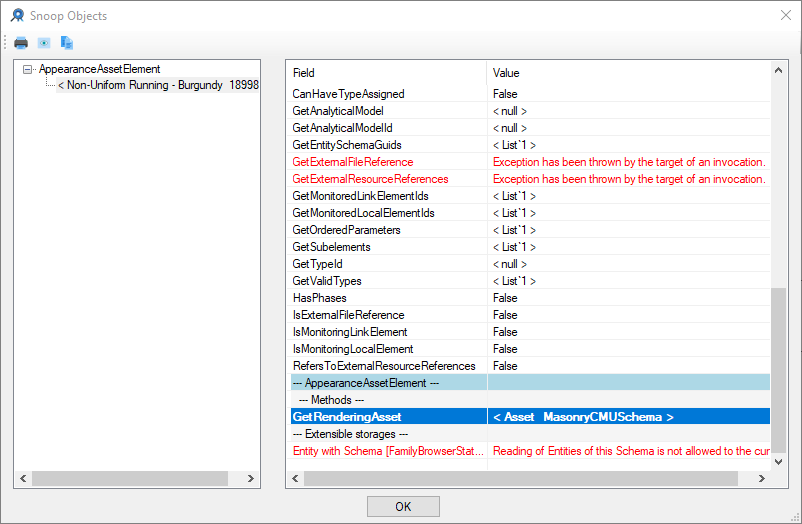 Snoop Objects
AppearanceAssetElement
< Non-Uniform Running - Burgundy 18998
Field Value
CanHaveTypeAssigned False
GetAnalyticalModel < null >
GetAnalyticalModelId < null >
GetEntitySchemaGuids < List`1 >
GetExternalFileReference Exception has been thrown by the target of an invocation.
GetExternalResourceReferences Exception has been thrown by the target of an invocation.
GetMonitoredLinkElementIds < List`1 >
GetMonitoredLocalElementIds < List`1 >
GetOrderedParameters < List`1 >
GetSubelements < List`1 >
GetTypeId < null >
GetValidTypes < List`1 >
HasPhases False
IsExternalFileReference False
IsMonitoringLinkElement False
IsMonitoringLocalElement False
RefersToExternalResourceReferences False
--- AppearanceAssetElement ---
--- Methods ---
GetRenderingAsset < Asset MasonryCMUSchema >
--- Extensible storages ---
Entity with Schema [FamilyBrowserStat... Reading of Entities of this Schema is not allowed to the cur
OK